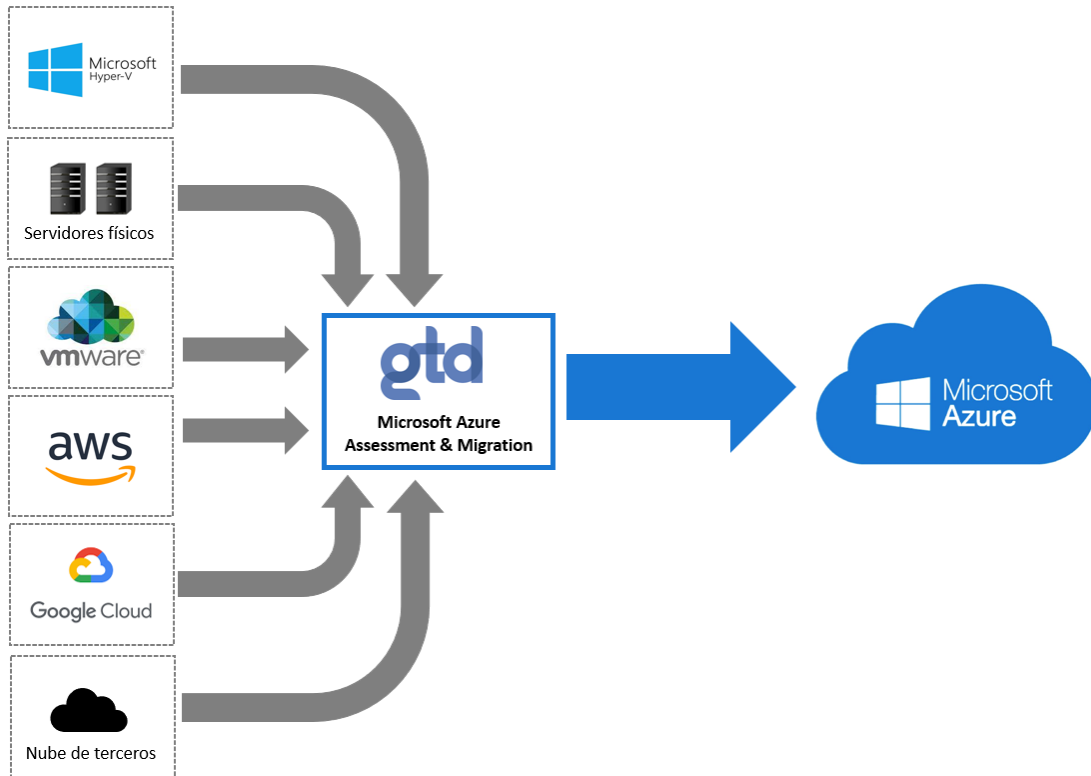 Microsoft
Hyper-V
Servidores físicos
vmware®
aws
Google Cloud
Nube de terceros
gtd
Microsoft Azure
Assessment & Migration
Microsoft
Azure